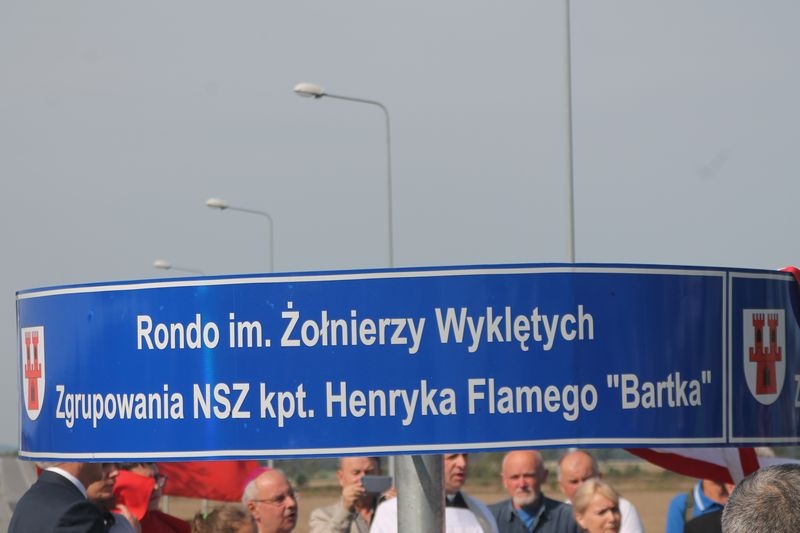 Rondo im. Żołnierzy Wyklętych
Zgrupowania NSZ kpt. Henryka Flamego "Bartka"